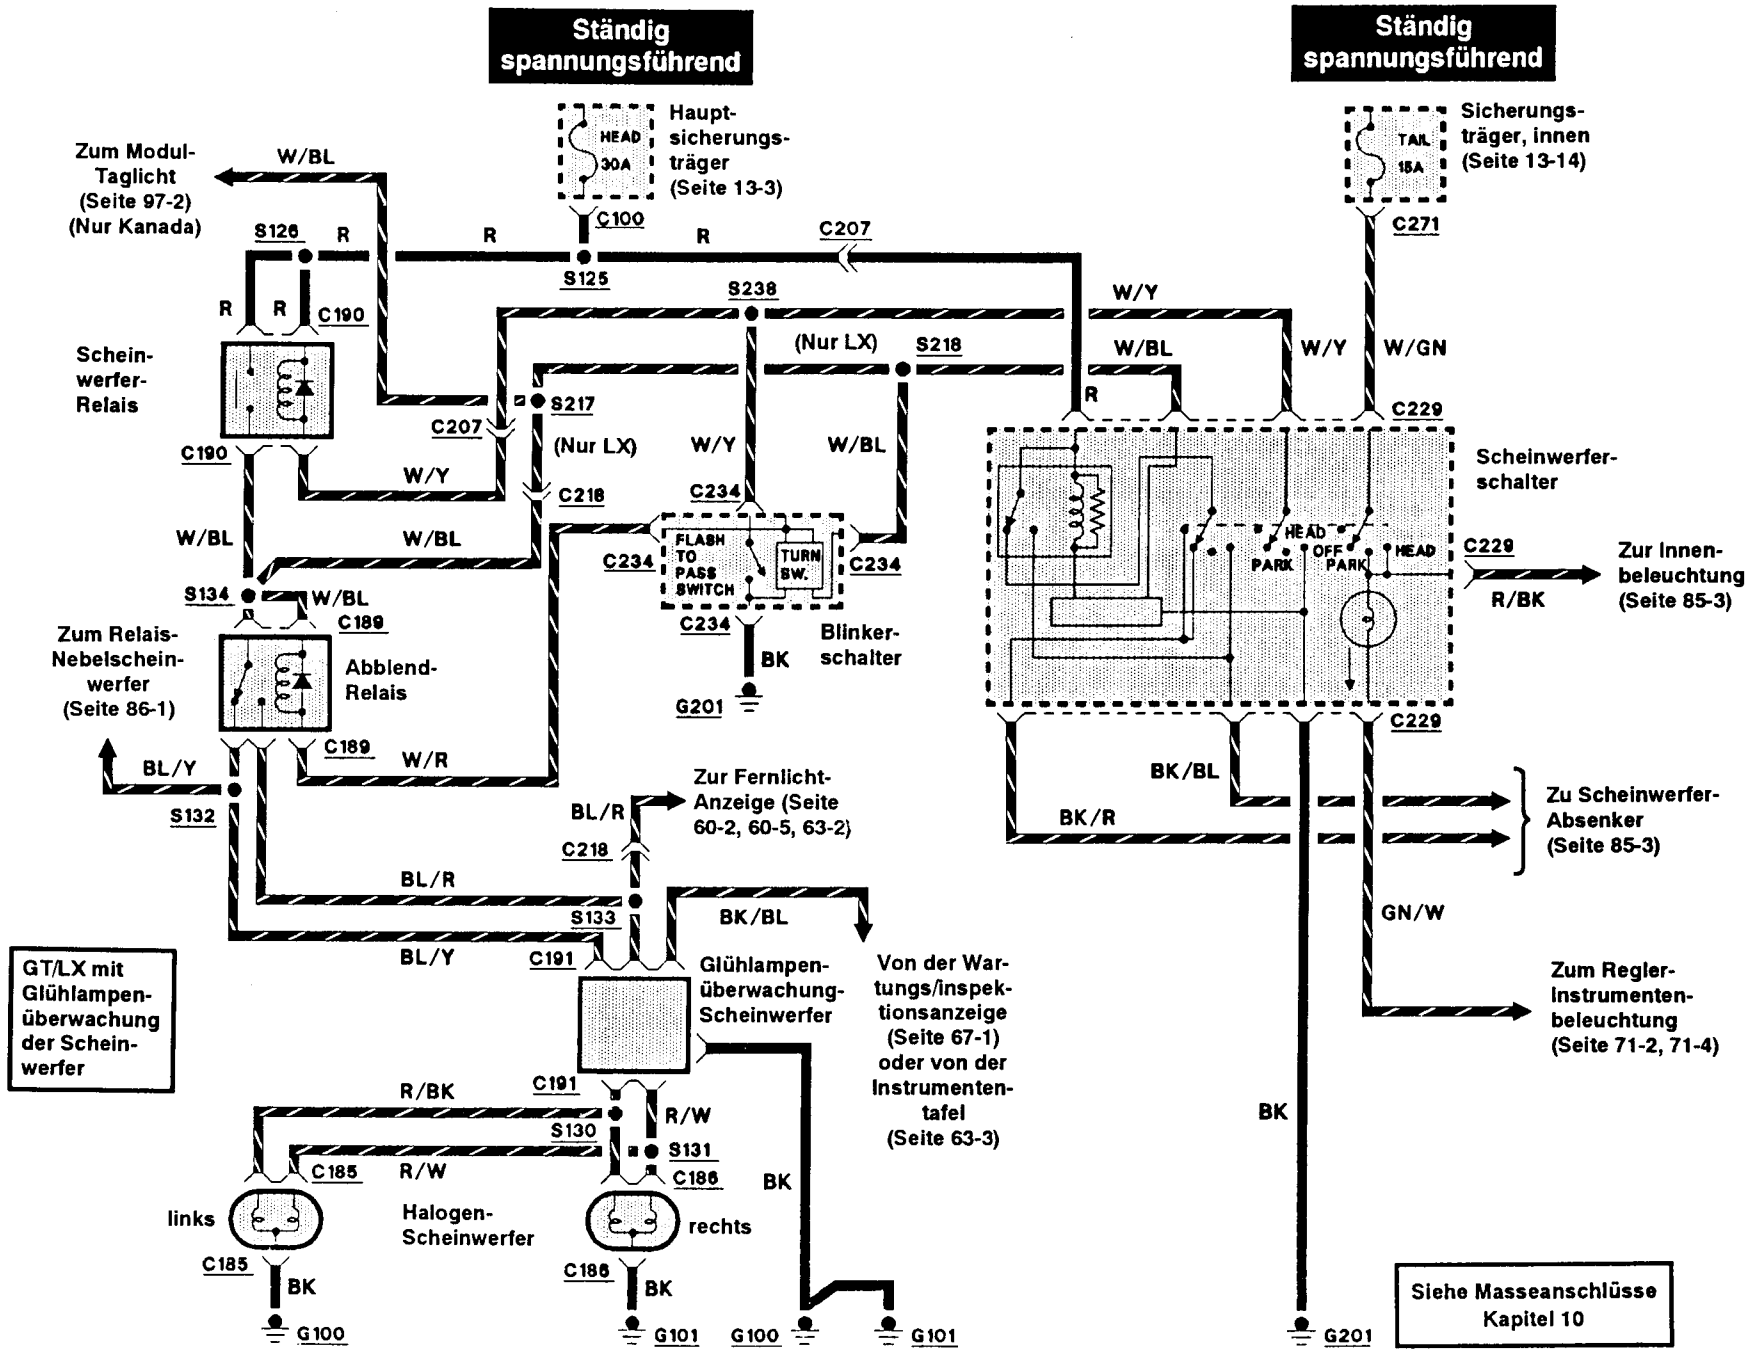 Ständig
spannungsführend
Ständig
spannungsführend
HEAD
30A
Haupt-
sicherungs-
träger
(Seite 13-3)
TAIL
15A
Sicherungs-
träger, innen
(Seite 13-14)
Zum Modul-
Taglicht
(Seite 97-2)
(Nur Kanada)
W/BL
C100
C271
S126
R
R
R
C207
S125
S238
W/Y
R
R
C190
(Nur LX)
S218
W/BL
W/Y
W/GN
Schein-
werfer-
Relais
S217
R
C229
C207
(Nur LX)
W/Y
W/BL
C190
W/Y
C218
C234
Scheinwerfer-
schalter
W/BL
W/BL
C234
FLASH
TO
PASS
SWITCH
TURN
SW.
C234
HEAD
OFF
HEAD
PARK
PARK
C229
Zur Innen-
beleuchtung
(Seite 85-3)
R/BK
S134
W/BL
C189
C234
Blinker-
schalter
BK
G201
Zum Relais-
Nebelschein-
werfer
(Seite 86-1)
Abblend-
Relais
C189
W/R
C229
BL/Y
S132
Zur Fernlicht-
Anzeige (Seite
60-2, 60-5, 63-2)
BL/R
C218
BK/BL
BK/R
Zu Scheinwerfer-
Absenker
(Seite 85-3)
BL/R
S133
BK/BL
GN/W
BL/Y
C191
Glühlampen-
überwachung-
Scheinwerfer
Von der War-
tungs/inspek-
tionsanzeige
(Seite 67-1)
oder von der
Instrumenten-
tafel
(Seite 63-3)
GT/LX mit
Glühlampen-
überwachung
der Schein-
werfer
Zum Regler-
Instrumenten-
beleuchtung
(Seite 71-2, 71-4)
C191
R/BK
R/W
S130
S131
R/W
C185
C186
BK
BK
links
Halogen-
Scheinwerfer
rechts
C185
BK
C186
BK
G100
G101
G100
G101
G201
Siehe Masseanschlüsse
Kapitel 10